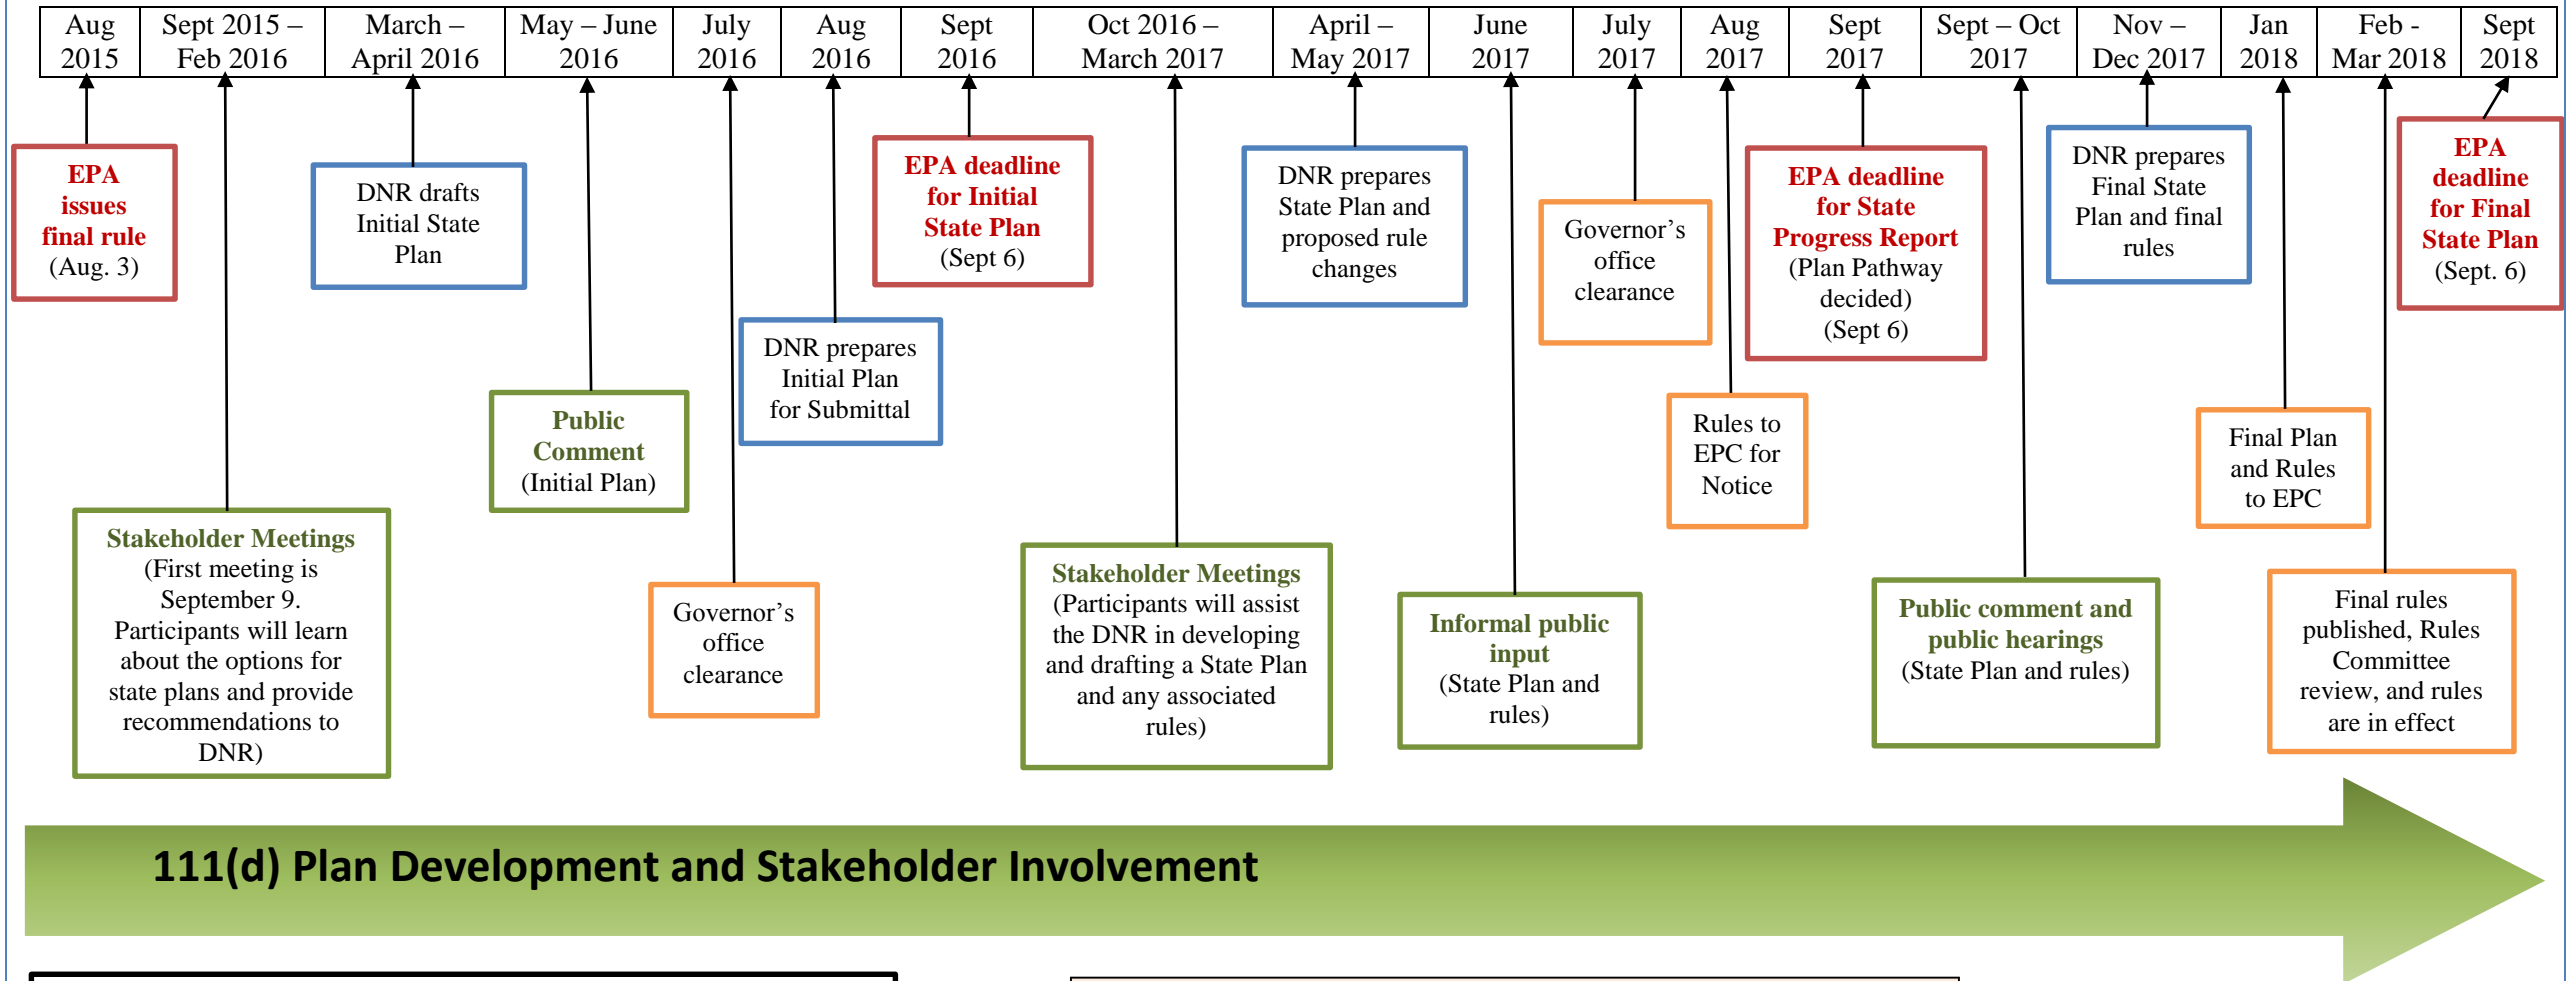 Aug
2015
Sept 2015 –
Feb 2016
March –
April 2016
May – June
2016
July
2016
Aug
2016
Sept
2016
Oct 2016 –
March 2017
April –
May 2017
June
2017
July
2017
Aug
2017
Sept
2017
Sept – Oct
2017
Nov –
Dec 2017
Jan
2018
Feb -
Mar 2018
Sept
2018
EPA
issues
final rule
(Aug. 3)
Stakeholder Meetings
(First meeting is
September 9.
Participants will learn
about the options for
state plans and provide
recommendations to
DNR)
DNR drafts
Initial State
Plan
Public
Comment
(Initial Plan)
Governor’s
office
clearance
DNR prepares
Initial Plan
for Submittal
EPA deadline
for Initial
State Plan
(Sept 6)
Stakeholder Meetings
(Participants will assist
the DNR in developing
and drafting a State Plan
and any associated
rules)
DNR prepares
State Plan and
proposed rule
changes
Informal public
input
(State Plan and
rules)
Governor’s
office
clearance
Rules to
EPC for
Notice
EPA deadline
for State
Progress Report
(Plan Pathway
decided)
(Sept 6)
Public comment and
public hearings
(State Plan and rules)
DNR prepares
Final State
Plan and final
rules
Final Plan
and Rules
to EPC
Final rules
published, Rules
Committee
review, and rules
are in effect
EPA
deadline
for Final
State Plan
(Sept. 6)
111(d) Plan Development and Stakeholder Involvement